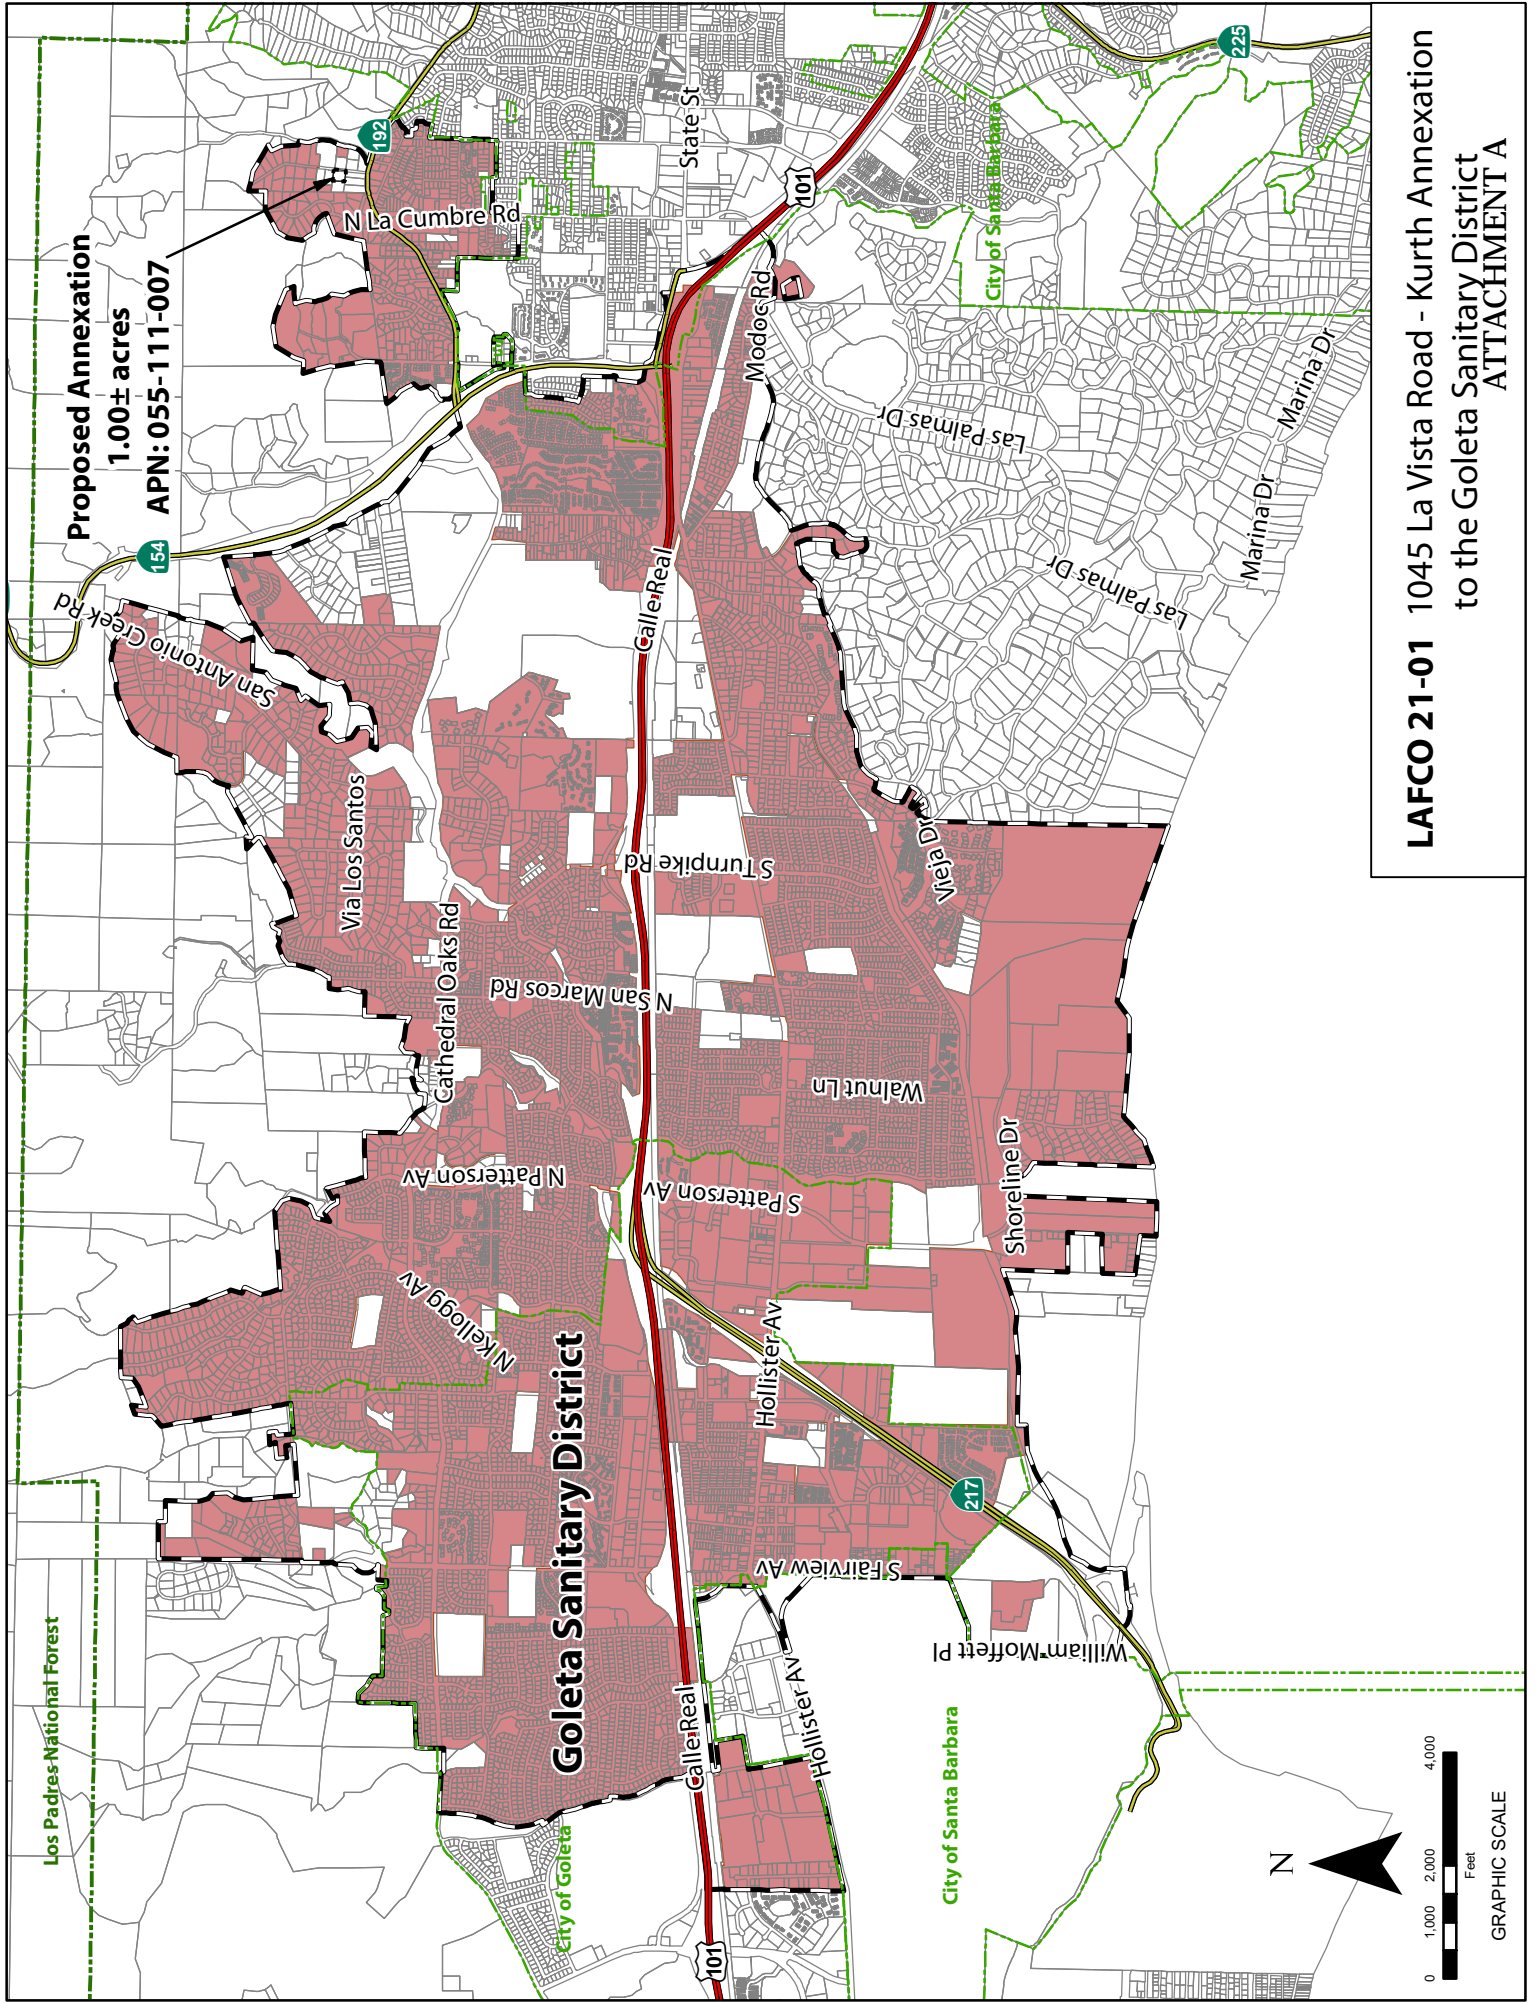 Proposed Annexation
1.00± acres
APN: 055-111-007
Los Padres National Forest
154
192
225
San Antonio Creek Rd
N La Cumbre Rd
State St
101
Via Los Santos
Cathedral Oaks Rd
N San Marcos Rd
Calle Real
Modoc Rd
City of Santa Barbara
Las Palmas Dr
Las Palmas Dr
Marina Dr
Marina Dr
S Turnpike Rd
Vieja Dr
Walnut Ln
N Patterson Av
S Patterson Av
Shoreline Dr
N Kellogg Av
Hollister Av
Goleta Sanitary District
217
S Fairview Av
William Moffett Pl
Hollister Av
Calle Real
City of Goleta
City of Santa Barbara
101
N
0 1,000 2,000 4,000
Feet
GRAPHIC SCALE
LAFCO 21-01 1045 La Vista Road - Kurth Annexation
to the Goleta Sanitary District
ATTACHMENT A